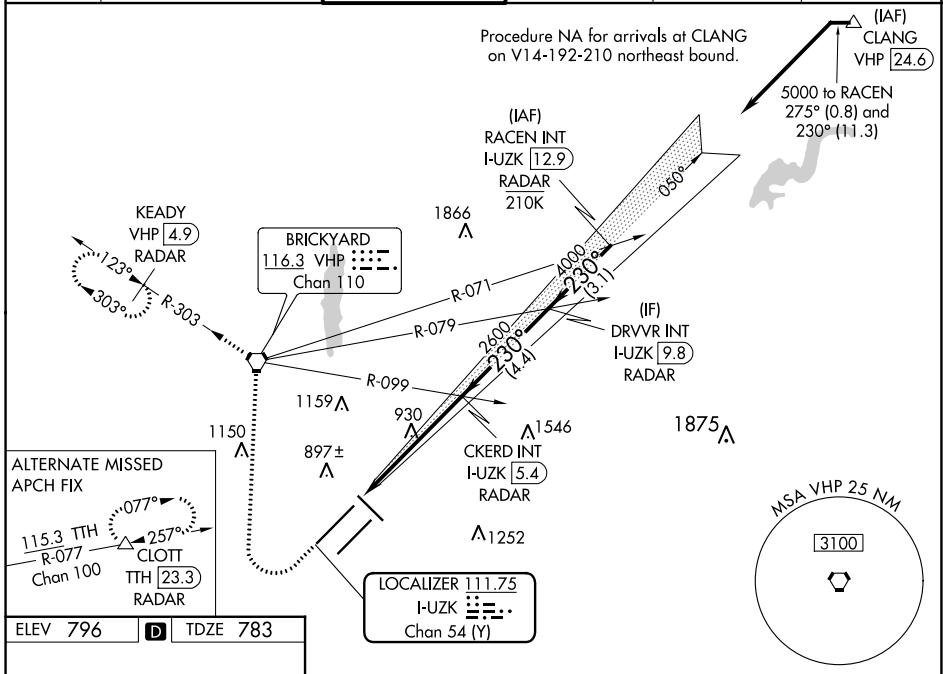 Procedure NA for arrivals at CLANG
on V14-192-210 northeast bound.
(IAF)
CLANG
VHP 24.6
5000 to RACEN
275° (0.8) and
230° (11.3)
(IAF)
RACEN INT
I-UZK 12.9
RADAR
210K
050°
KEADY
VHP 4.9
RADAR
1866
BRICKYARD
116.3 VHP
Chan 110
123°
303°
R-303
R-071
R-079
R-099
4000
230°
(3.1)
2600
230°
(4.4)
(IF)
DRVVR INT
I-UZK 9.8
RADAR
1159
930
1150
897±
1546
1875
CKERD INT
I-UZK 5.4
RADAR
1252
ALTERNATE MISSED
APCH FIX
077°
257°
115.3 TTH
R-077
Chan 100
CLOTT
TTH 23.3
RADAR
LOCALIZER 111.75
I-UZK
Chan 54 (Y)
MSA VHP 25 NM
3100
ELEV 796 D TDZE 783